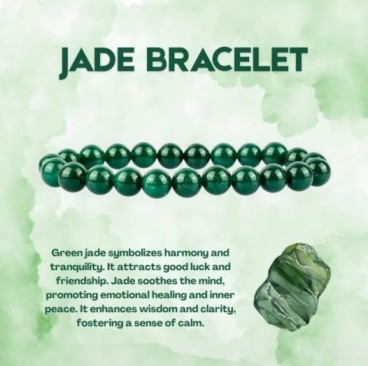 JADE BRACELET
Green jade symbolizes harmony and
tranquility. It attracts good luck and
friendship. Jade soothes the mind,
promoting emotional healing and inner
peace. It enhances wisdom and clarity,
fostering a sense of calm.